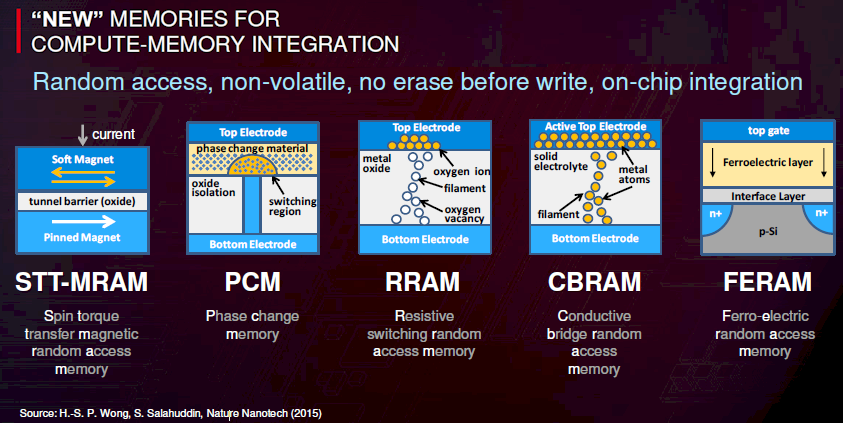 “NEW” MEMORIES FOR
COMPUTE-MEMORY INTEGRATION
Random access, non-volatile, no erase before write, on-chip integration
current
Soft Magnet
tunnel barrier (oxide)
Pinned Magnet
STT-MRAM
Spin torque
transfer magnetic
random access
memory
Top Electrode
phase change material
oxide
isolation
switching
region
Bottom Electrode
PCM
Phase change
memory
Top Electrode
metal
oxide
oxygen ion
filament
oxygen
vacancy
Bottom Electrode
RRAM
Resistive
switching random
access memory
Active Top Electrode
solid
electrolyte
metal
atoms
filament
Bottom Electrode
CBRAM
Conductive
bridge random
access
memory
top gate
Ferroelectric layer
Interface Layer
n+
n+
p-Si
FERAM
Ferro-electric
random access
memory
Source: H.-S. P. Wong, S. Salahuddin, Nature Nanotech (2015)